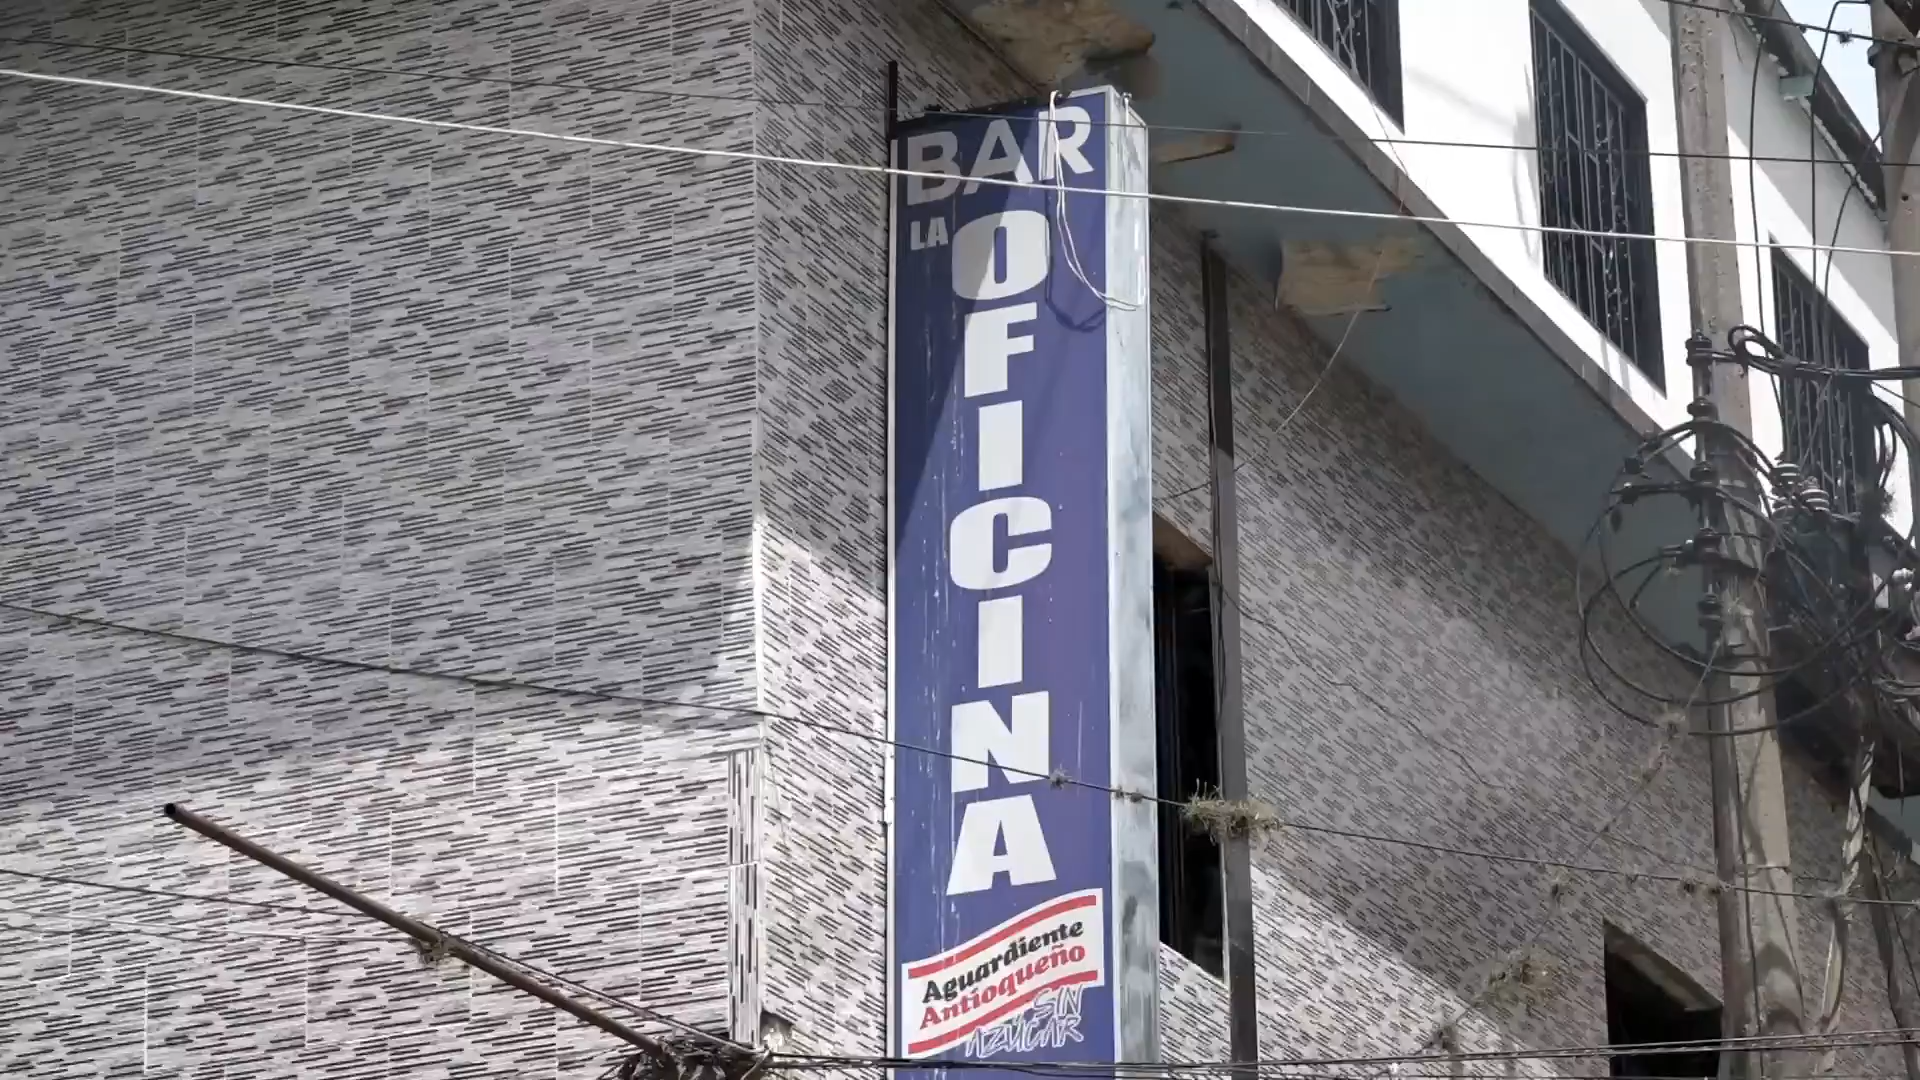 BAR
LA
OFICINA
Aguardiente
Antioqueño
SIN
AZÚCAR